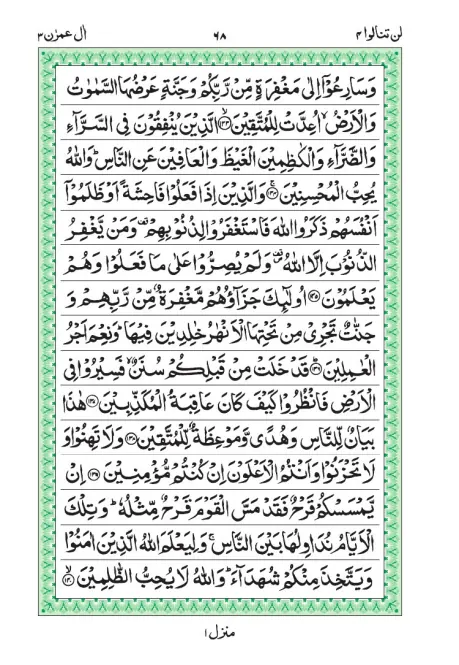 لن تنالوا ۴ ۶۸ اٰل عمرٰن ۳
وَسَارِعُوْۤا اِلٰى مَغْفِرَةٍ مِّنْ رَّبِّكُمْ وَجَنَّةٍ عَرْضُهَا السَّمٰوٰتُ
وَالْاَرْضُ ۙ اُعِدَّتْ لِلْمُتَّقِيْنَ ۙ﴿۱۳۳﴾ الَّذِيْنَ يُنْفِقُوْنَ فِى السَّرَّآءِ
وَالضَّرَّآءِ وَالْكٰظِمِيْنَ الْغَيْظَ وَالْعَافِيْنَ عَنِ النَّاسِ ؕ وَاللّٰهُ
يُحِبُّ الْمُحْسِنِيْنَ ۚ﴿۱۳۴﴾ وَالَّذِيْنَ اِذَا فَعَلُوْا فَاحِشَةً اَوْ ظَلَمُوْۤا
اَنْفُسَهُمْ ذَكَرُوا اللّٰهَ فَاسْتَغْفَرُوْا لِذُنُوْبِهِمْ ۪ وَمَنْ يَّغْفِرُ
الذُّنُوْبَ اِلَّا اللّٰهُ ۪ وَلَمْ يُصِرُّوْا عَلٰى مَا فَعَلُوْا وَهُمْ
يَعْلَمُوْنَ ﴿۱۳۵﴾ اُولٰٓئِكَ جَزَآؤُهُمْ مَّغْفِرَةٌ مِّنْ رَّبِّهِمْ وَ
جَنّٰتٌ تَجْرِىْ مِنْ تَحْتِهَا الْاَنْهٰرُ خٰلِدِيْنَ فِيْهَا ؕ وَنِعْمَ اَجْرُ
الْعٰمِلِيْنَ ﴿۱۳۶﴾ قَدْ خَلَتْ مِنْ قَبْلِكُمْ سُنَنٌ ۙ فَسِيْرُوْا فِى
الْاَرْضِ فَانْظُرُوْا كَيْفَ كَانَ عَاقِبَةُ الْمُكَذِّبِيْنَ ﴿۱۳۷﴾ هٰذَا
بَيَانٌ لِّلنَّاسِ وَهُدًى وَّمَوْعِظَةٌ لِّلْمُتَّقِيْنَ ﴿۱۳۸﴾ وَلَا تَهِنُوْا وَ
لَا تَحْزَنُوْا وَاَنْتُمُ الْاَعْلَوْنَ اِنْ كُنْتُمْ مُّؤْمِنِيْنَ ﴿۱۳۹﴾ اِنْ
يَّمْسَسْكُمْ قَرْحٌ فَقَدْ مَسَّ الْقَوْمَ قَرْحٌ مِّثْلُهٗ ؕ وَتِلْكَ
الْاَيَّامُ نُدَاوِلُهَا بَيْنَ النَّاسِ ۚ وَلِيَعْلَمَ اللّٰهُ الَّذِيْنَ اٰمَنُوْا
وَيَتَّخِذَ مِنْكُمْ شُهَدَآءَ ؕ وَاللّٰهُ لَا يُحِبُّ الظّٰلِمِيْنَ ۙ﴿۱۴۰﴾
منزل ۱